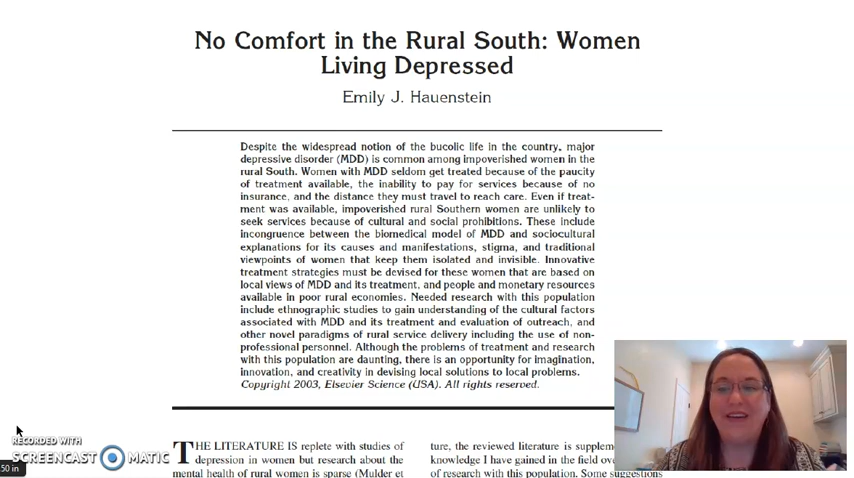 No Comfort in the Rural South: Women
Living Depressed
Emily J. Hauenstein
Despite the widespread notion of the bucolic life in the country, major
depressive disorder (MDD) is common among impoverished women in the
rural South. Women with MDD seldom get treated because of the paucity
of treatment available, the inability to pay for services because of no
insurance, and the distance they must travel to reach care. Even if treat-
ment was available, impoverished rural Southern women are unlikely to
seek services because of cultural and social prohibitions. These include
incongruence between the biomedical model of MDD and sociocultural
explanations for its causes and manifestations, stigma, and traditional
viewpoints of women that keep them isolated and invisible. Innovative
treatment strategies must be devised for these women that are based on
local views of MDD and its treatment, and people and monetary resources
available in poor rural economies. Needed research with this population
include ethnographic studies to gain understanding of the cultural factors
associated with MDD and its treatment and evaluation of outreach, and
other novel paradigms of rural service delivery including the use of non-
professional personnel. Although the problems of treatment and research
with this population are daunting, there is an opportunity for imagination,
innovation, and creativity in devising local solutions to local problems.
Copyright 2003, Elsevier Science (USA). All rights reserved.
THE LITERATURE IS replete with studies of
depression in women but research about the
mental health of rural women is sparse (Mulder et
ture, the reviewed literature is
knowledge I have gained in the field
of research with this population. Some suggestions
RECORDED WITH
SCREENCAST MATIC
50 in